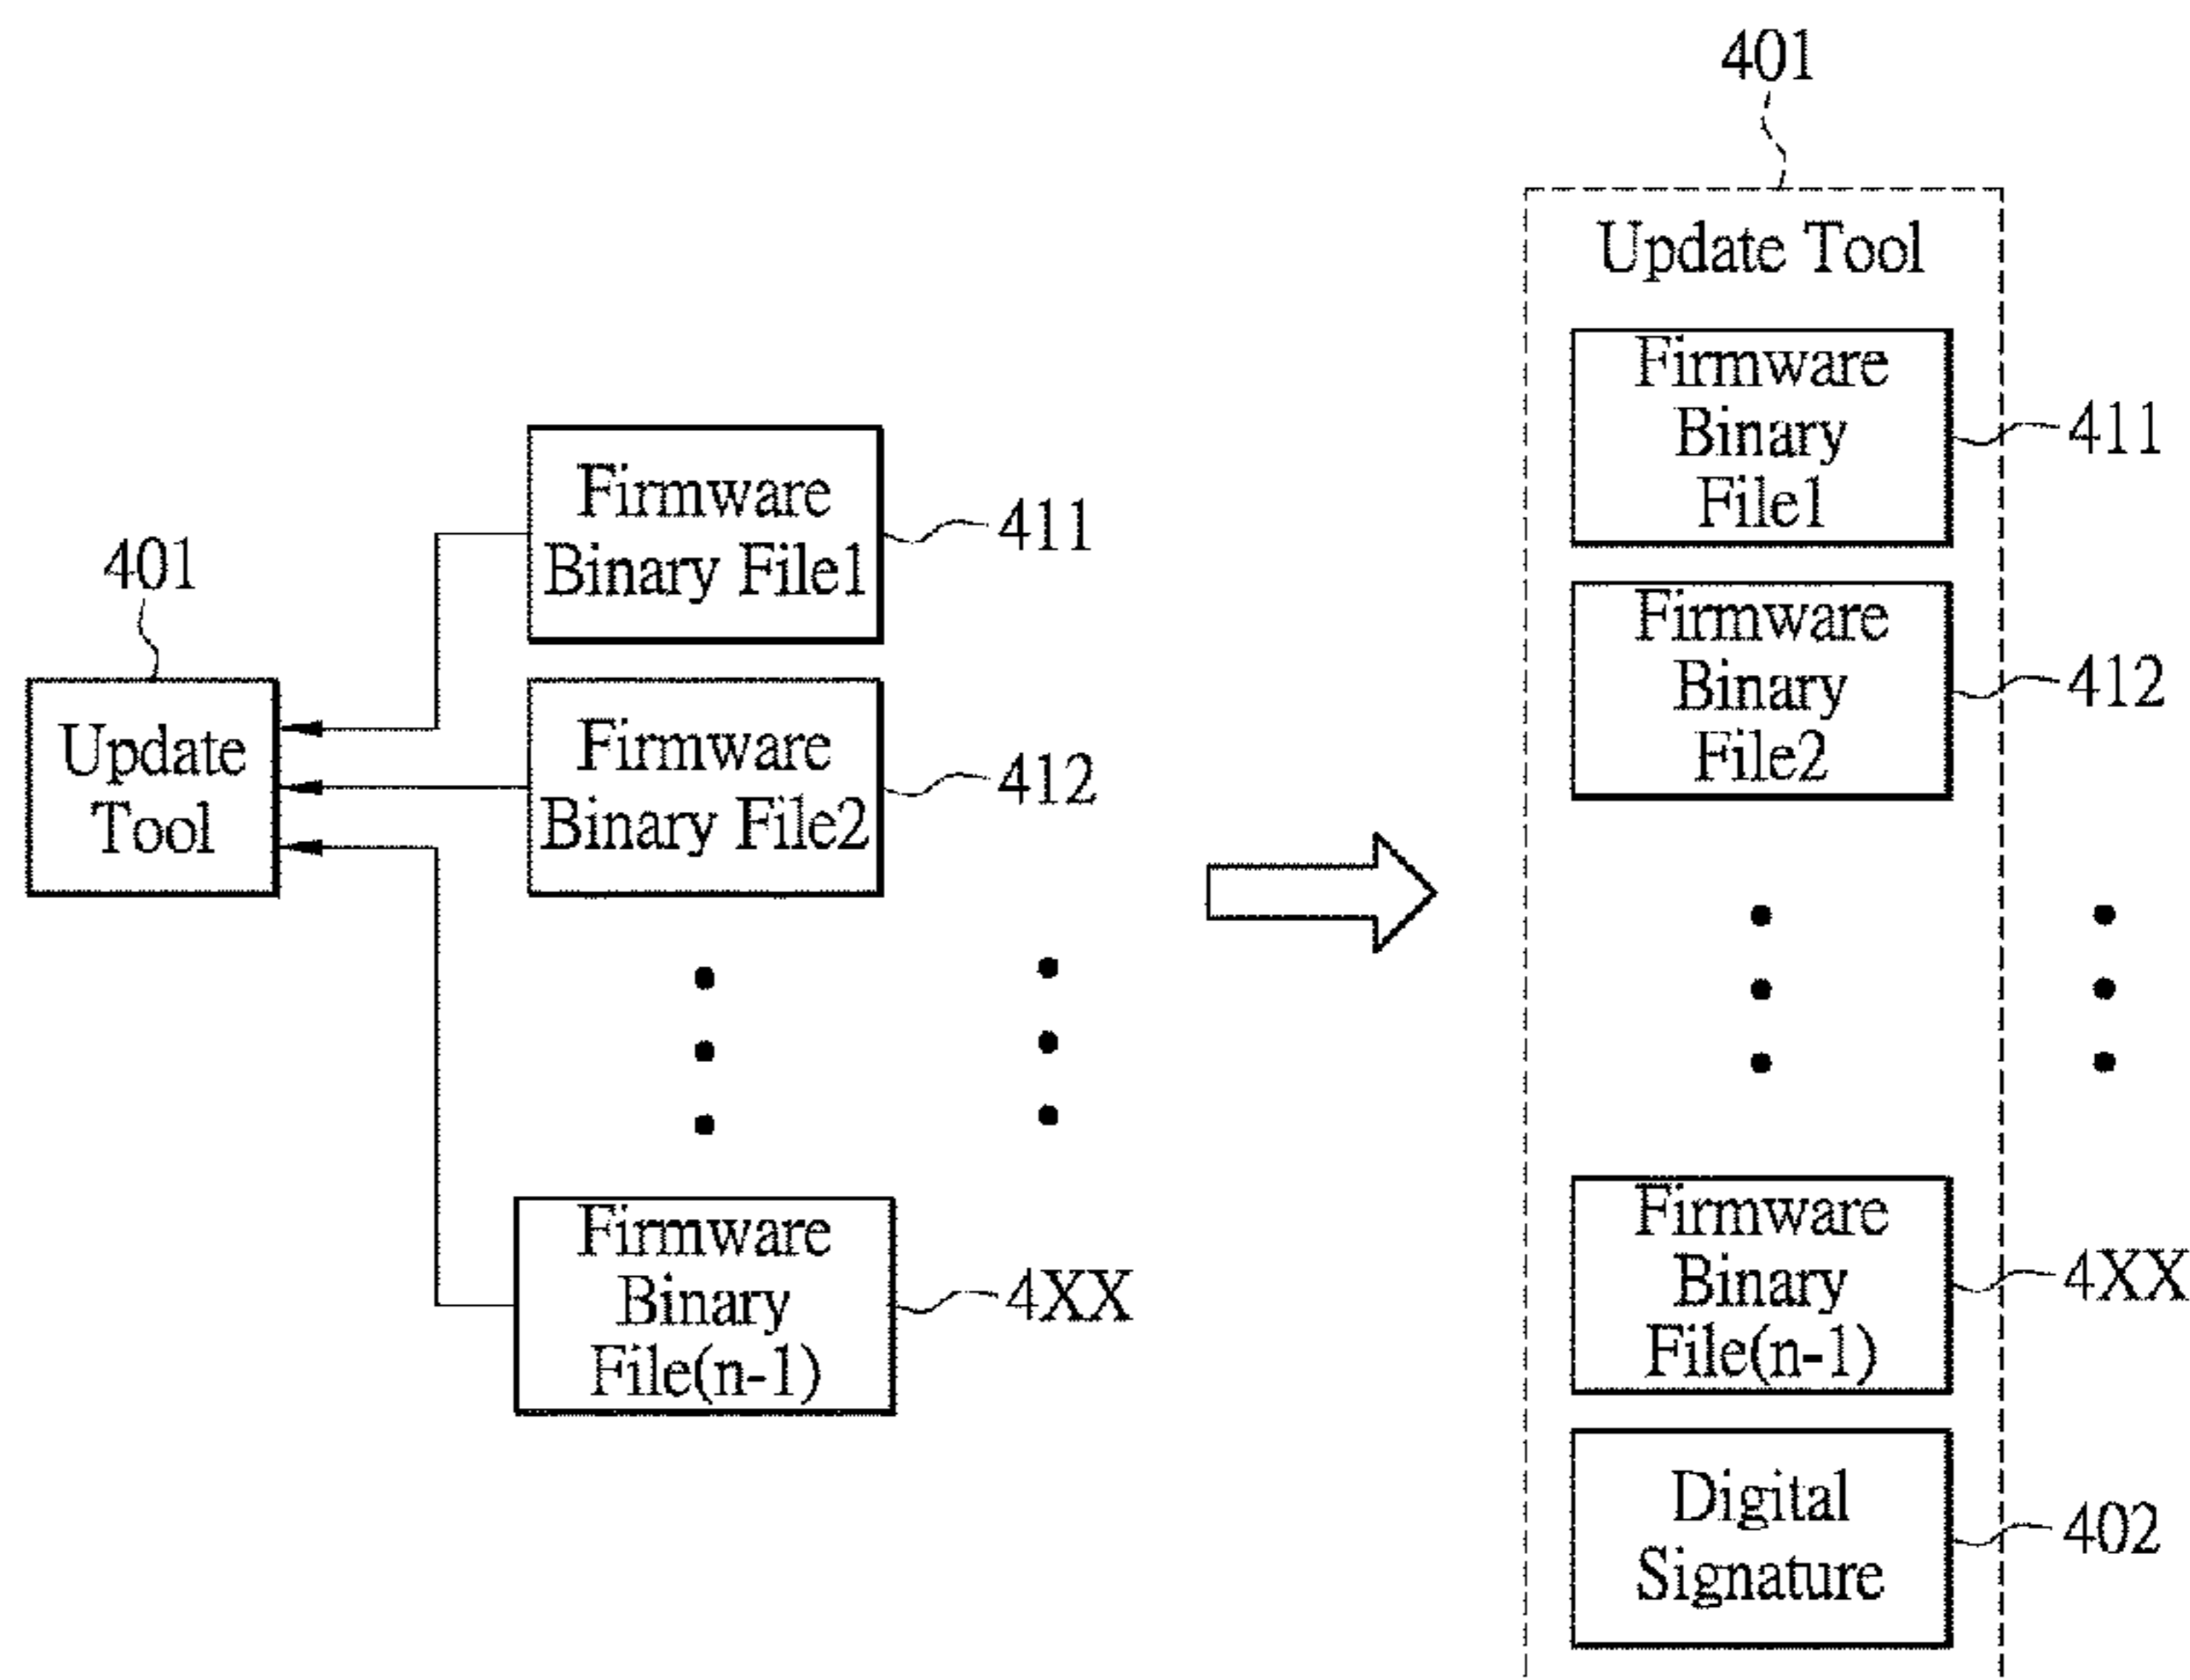 401
Update
Tool
Firmware
Binary File1
411
Firmware
Binary File2
412
Firmware
Binary
File(n-1)
4XX
401
Update Tool
Firmware
Binary
File1
411
Firmware
Binary
File2
412
Firmware
Binary
File(n-1)
4XX
Digital
Signature
402